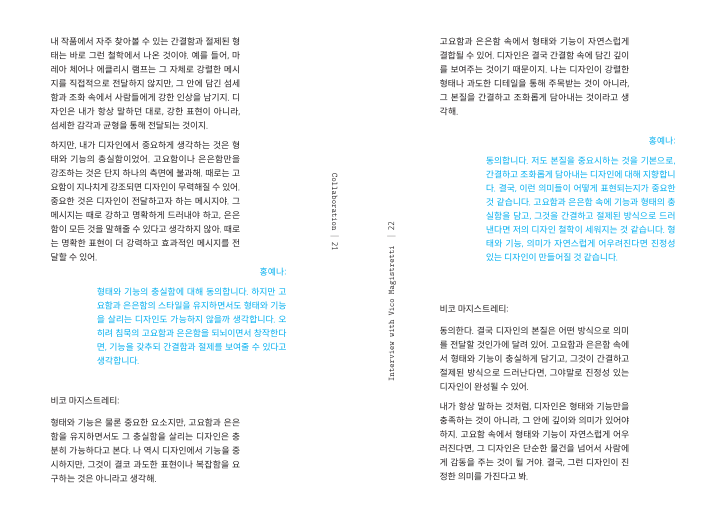 내 작품에서 자주 찾아볼 수 있는 간결함과 절제된 형
태는 바로 그런 철학에서 나온 것이야. 예를 들어, 마
레아 체어나 에클리시 램프는 그 자체로 강렬한 메시
지를 직접적으로 전달하지 않지만, 그 안에 담긴 섬세
함과 조화 속에서 사람들에게 강한 인상을 남기지. 디
자인은 내가 항상 말하던 대로, 강한 표현이 아니라,
섬세한 감각과 균형을 통해 전달되는 것이지.
하지만, 내가 디자인에서 중요하게 생각하는 것은 형
태와 기능의 충실함이었어. 고요함이나 은은함만을
강조하는 것은 단지 하나의 측면에 불과해. 때로는 고
요함이 지나치게 강조되면 디자인이 무력해질 수 있어.
중요한 것은 디자인이 전달하고자 하는 메시지야. 그
메시지는 때로 강하고 명확하게 드러내야 하고, 은은
함이 모든 것을 말해줄 수 있다고 생각하지 않아. 때로
는 명확한 표현이 더 강력하고 효과적인 메시지를 전
달할 수 있어.
홍예나:
형태와 기능의 충실함에 대해 동의합니다. 하지만 고
요함과 은은함의 스타일을 유지하면서도 형태와 기능
을 살리는 디자인도 가능하지 않을까 생각합니다. 오
히려 침묵의 고요함과 은은함을 되뇌이면서 창작한다
면, 기능을 갖추되 간결함과 절제를 보여줄 수 있다고
생각합니다.
비코 마지스트레티:
형태와 기능은 물론 중요한 요소지만, 고요함과 은은
함을 유지하면서도 그 충실함을 살리는 디자인은 충
분히 가능하다고 본다. 나 역시 디자인에서 기능을 중
시하지만, 그것이 결코 과도한 표현이나 복잡함을 요
구하는 것은 아니라고 생각해.
Collaboration | 21
Interview with Vico Magistretti | 22
고요함과 은은함 속에서 형태와 기능이 자연스럽게
결합될 수 있어. 디자인은 결국 간결함 속에 담긴 깊이
를 보여주는 것이기 때문이지. 나는 디자인이 강렬한
형태나 과도한 디테일을 통해 주목받는 것이 아니라,
그 본질을 간결하고 조화롭게 담아내는 것이라고 생
각해.
홍예나:
동의합니다. 저도 본질을 중요시하는 것을 기본으로,
간결하고 조화롭게 담아내는 디자인에 대해 지향합니
다. 결국, 이런 의미들이 어떻게 표현되는지가 중요한
것 같습니다. 고요함과 은은함 속에 기능과 형태의 충
실함을 담고, 그것을 간결하고 절제된 방식으로 드러
낸다면 저의 디자인 철학이 세워지는 것 같습니다. 형
태와 기능, 의미가 자연스럽게 어우러진다면 진정성
있는 디자인이 만들어질 것 같습니다.
비코 마지스트레티:
동의한다. 결국 디자인의 본질은 어떤 방식으로 의미
를 전달할 것인가에 달려 있어. 고요함과 은은함 속에
서 형태와 기능이 충실하게 담기고, 그것이 간결하고
절제된 방식으로 드러난다면, 그야말로 진정성 있는
디자인이 완성될 수 있어.
내가 항상 말하는 것처럼, 디자인은 형태와 기능만을
충족하는 것이 아니라, 그 안에 깊이와 의미가 있어야
하지. 고요함 속에서 형태와 기능이 자연스럽게 어우
러진다면, 그 디자인은 단순한 물건을 넘어서 사람에
게 감동을 주는 것이 될 거야. 결국, 그런 디자인이 진
정한 의미를 가진다고 봐.